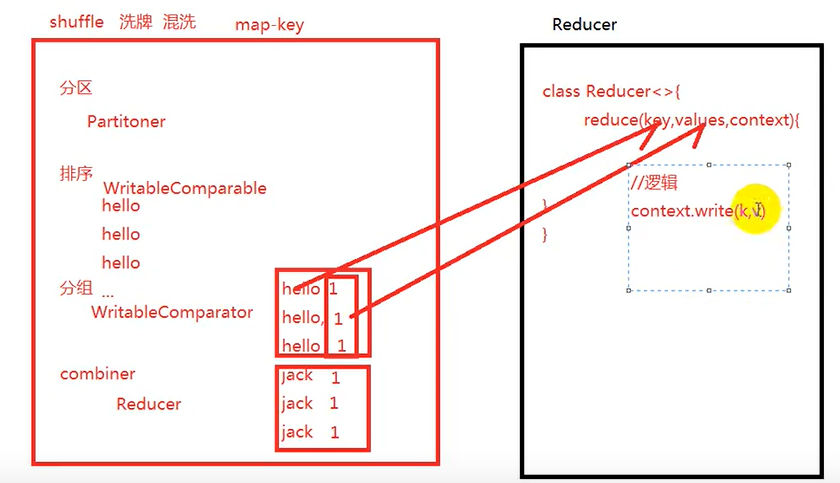 shuffle 洗牌 混洗 map-key
分区
Partitoner
排序
WritableComparable
hello
hello
hello
分组 ...
WritableComparator
hello 1
hello, 1
hello 1
combiner
Reducer
jack 1
jack 1
jack 1
Reducer
class Reducer<>{
reduce(key,values,context){
//逻辑
context.write(k,v)
}
}